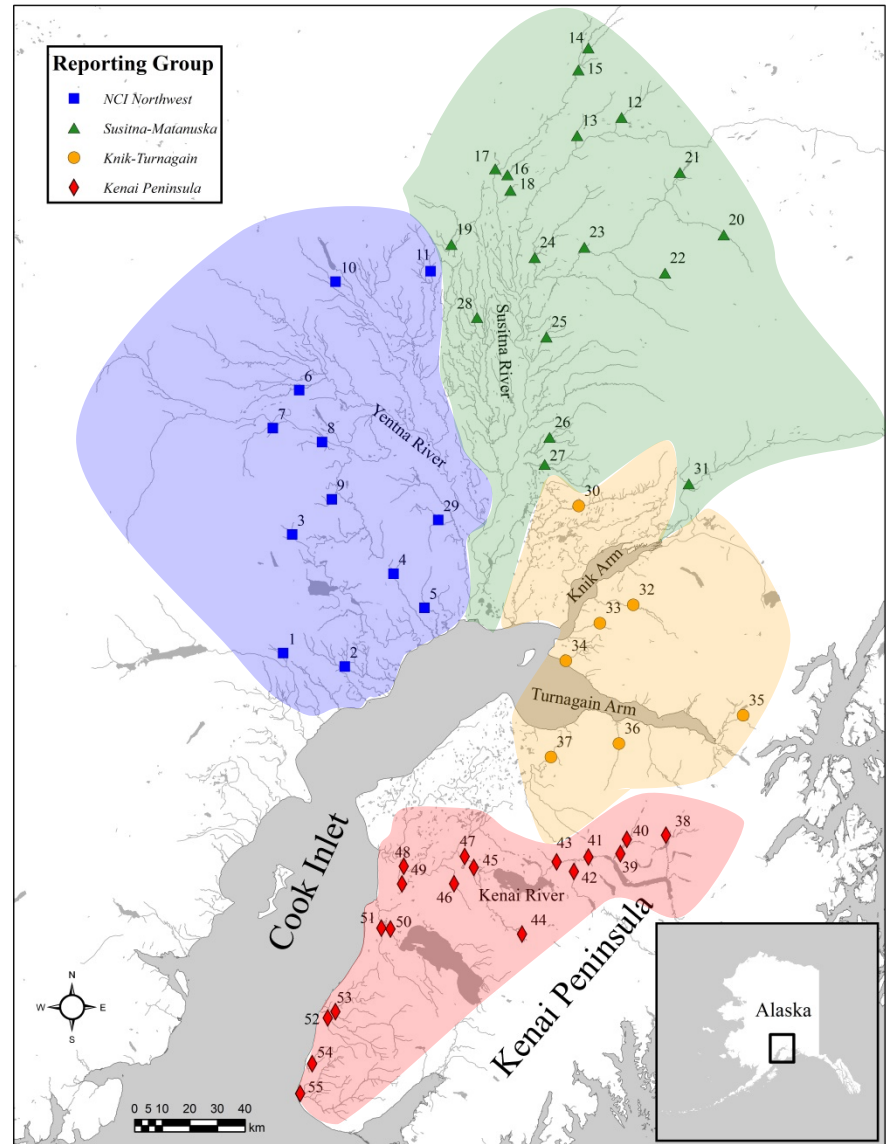 Reporting Group
NCI Northwest
Susitna-Matanuska
Knik-Turnagain
Kenai Peninsula
14
15
12
13
17
16
18
21
20
19
24
23
22
11
10
28
Susitna River
25
6
7
8
Yentna River
26
27
9
30
31
3
29
4
Knik Arm
32
5
33
1
2
34
Turnagain Arm
35
36
37
Cook Inlet
48
49
47
45
46
Kenai River
43
41
40
38
42
39
51
50
44
Kenai Peninsula
53
52
54
55
N
W
E
S
0 5 10 20 30 40
km
Alaska